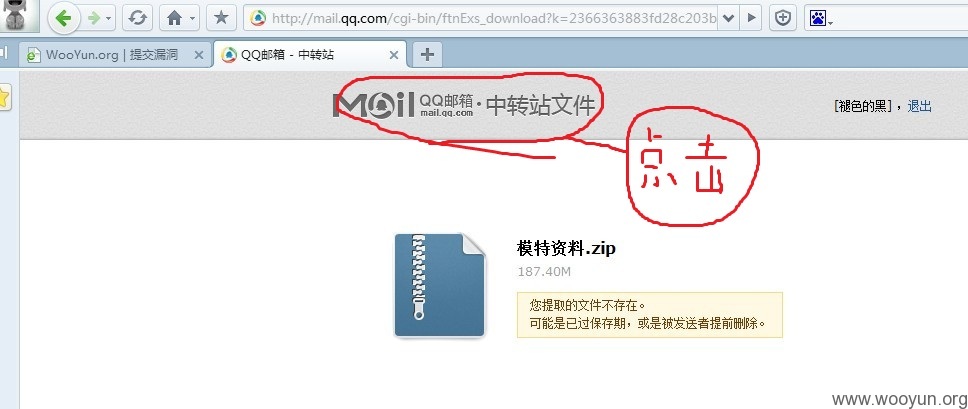 http://mail.qq.com/cgi-bin/ftnExs_download?k=2366363883fd28c203b
WooYun.org | 提交漏洞
QQ邮箱 - 中转站
Mail QQ邮箱 mail.qq.com · 中转站文件
[褪色的黑] ，退出
点击
模特资料.zip
187.40M
您提取的文件不存在。
可能是已过保存期，或是被发送者提前删除。
www.wooyun.org